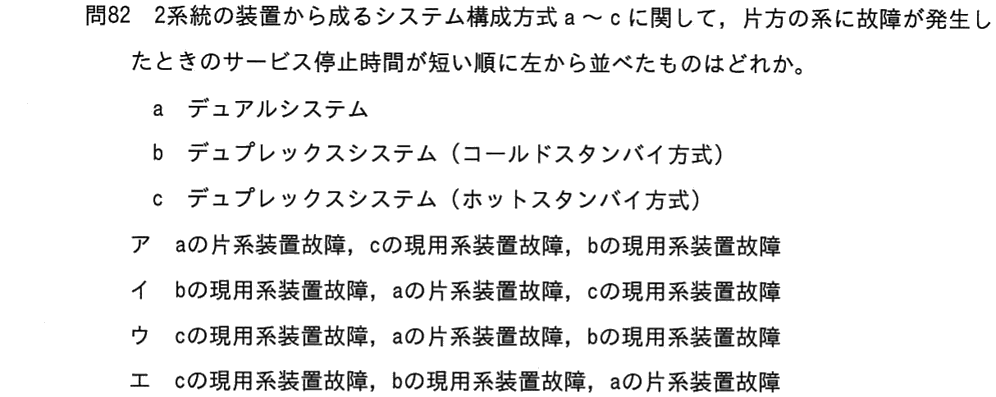 問82　2系統の装置から成るシステム構成方式ａ～ｃに関して，片方の系に故障が発生し
たときのサービス停止時間が短い順に左から並べたものはどれか。
a　デュアルシステム
b　デュプレックスシステム（コールドスタンバイ方式）
c　デュプレックスシステム（ホットスタンバイ方式）
ア　aの片系装置故障，cの現用系装置故障，bの現用系装置故障
イ　bの現用系装置故障，aの片系装置故障，cの現用系装置故障
ウ　cの現用系装置故障，aの片系装置故障，bの現用系装置故障
エ　cの現用系装置故障，bの現用系装置故障，aの片系装置故障